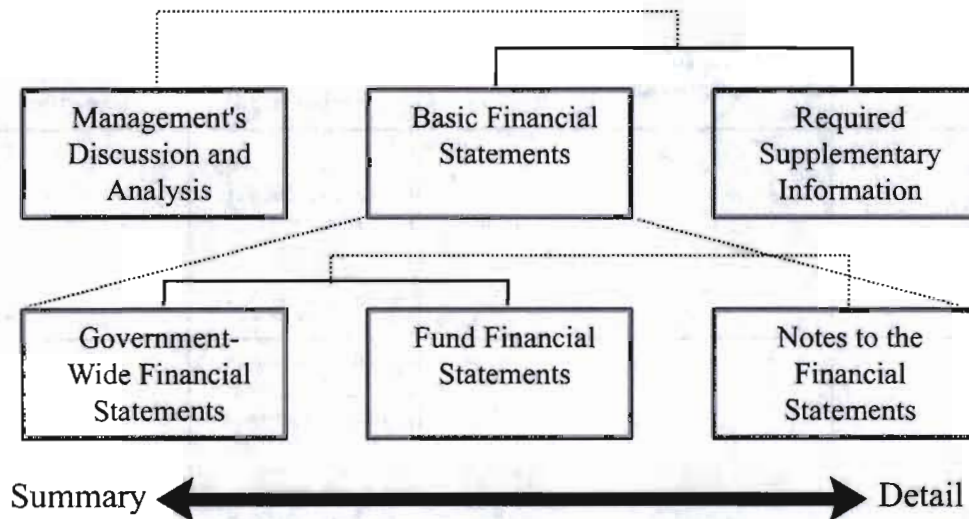 Management's
Discussion and
Analysis
Basic Financial
Statements
Required
Supplementary
Information
Government-
Wide Financial
Statements
Fund Financial
Statements
Notes to the
Financial
Statements
Summary
Detail